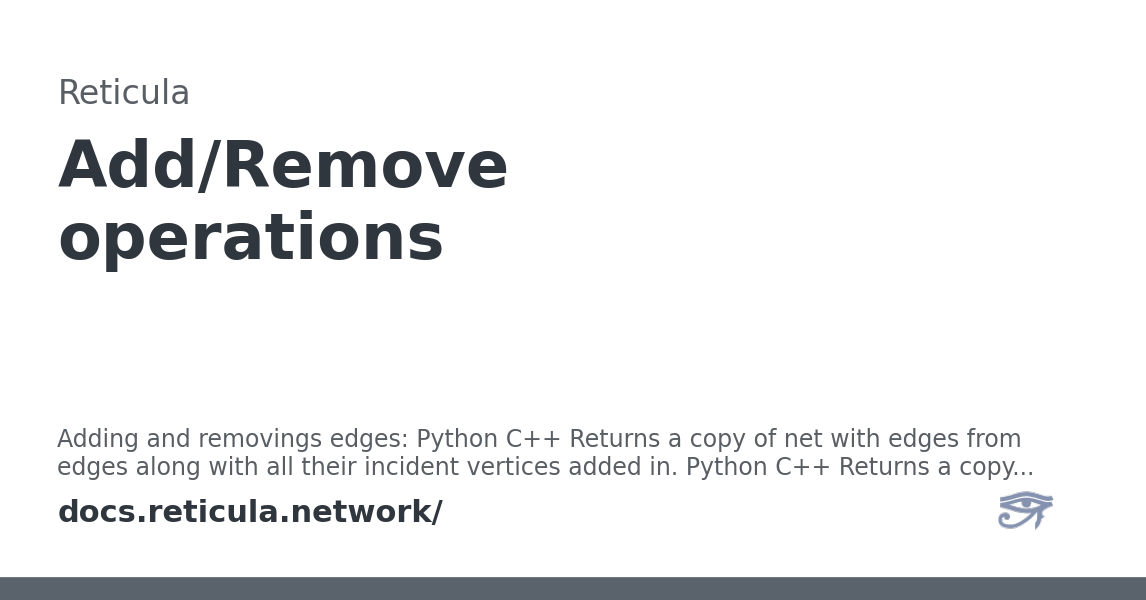 Reticula
Add/Remove
operations
Adding and removings edges: Python C++ Returns a copy of net with edges from
edges along with all their incident vertices added in. Python C++ Returns a copy...
docs.reticula.network/